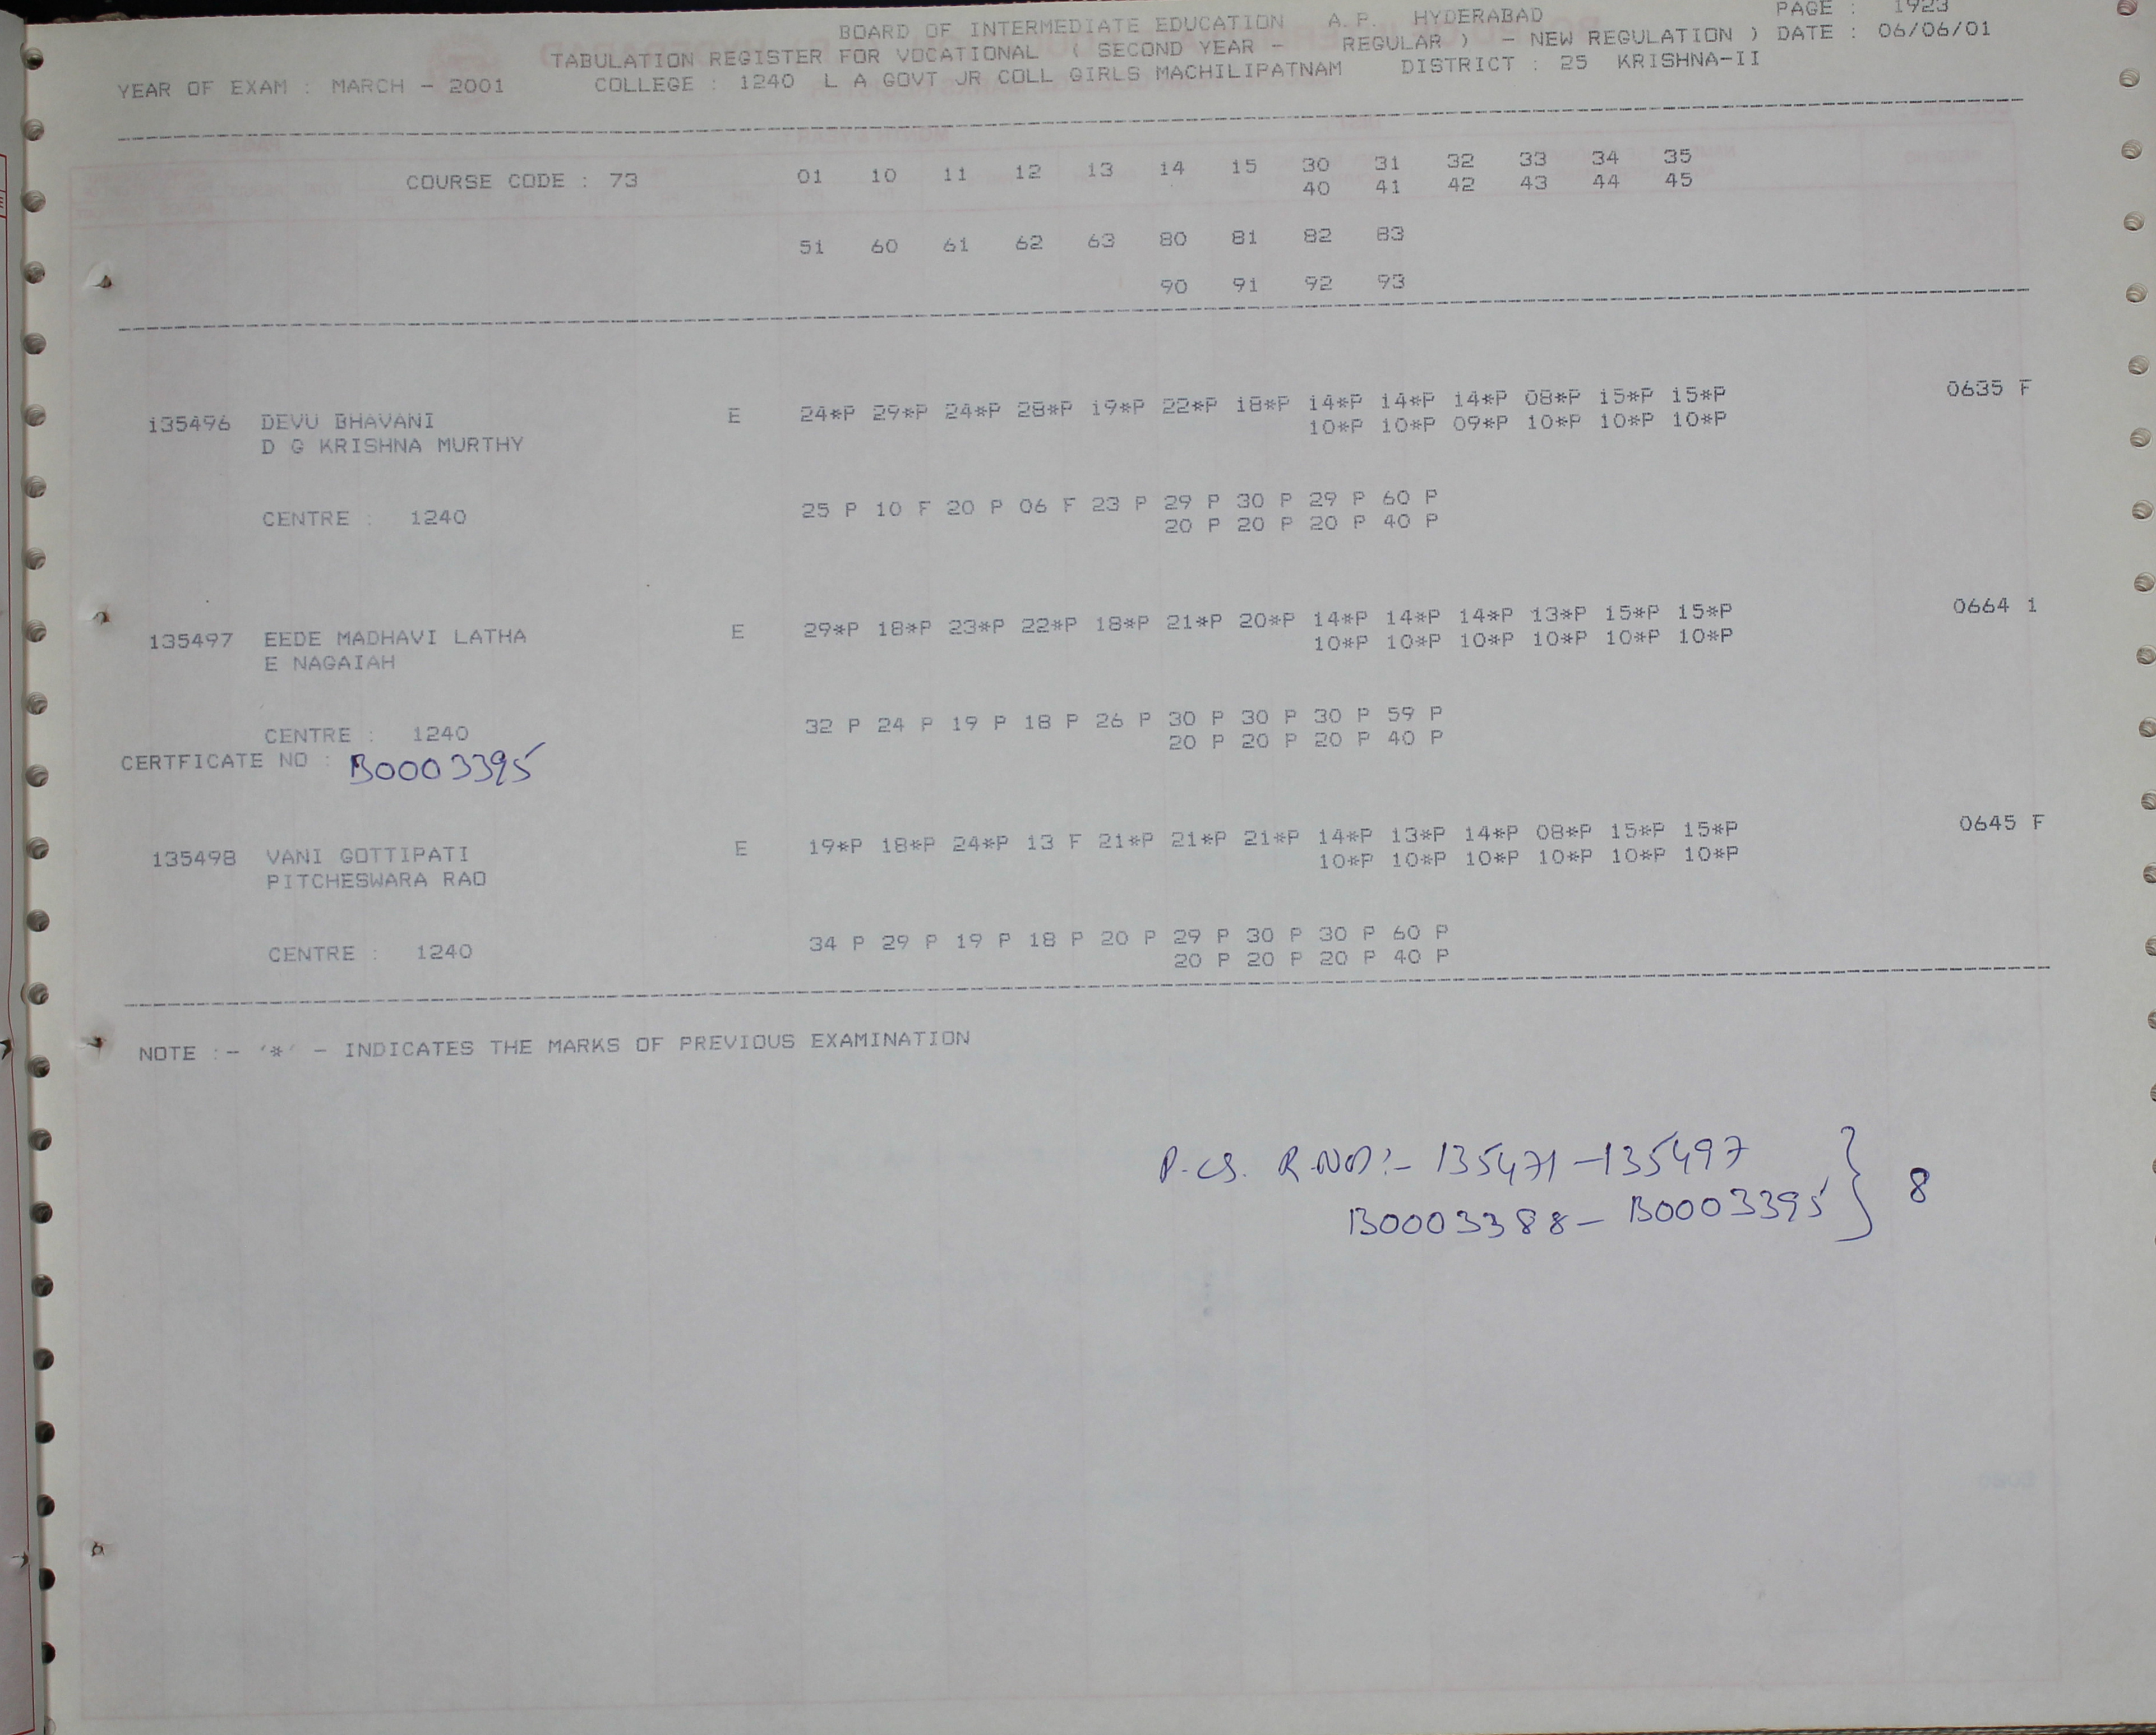 BOARD OF INTERMEDIATE EDUCATION A.P. HYDERABAD PAGE : 1923
TABULATION REGISTER FOR VOCATIONAL ( SECOND YEAR - REGULAR ) - NEW REGULATION ) DATE : 06/06/01
YEAR OF EXAM : MARCH - 2001 COLLEGE : 1240 L A GOVT JR COLL GIRLS MACHILIPATNAM DISTRICT : 25 KRISHNA-II
COURSE CODE : 73 01 10 11 12 13 14 15 30 31 32 33 34 35
40 41 42 43 44 45
51 60 61 62 63 80 81 82 83
90 91 92 93
135496 DEVU BHAVANI E 24*P 29*P 24*P 28*P 19*P 22*P 18*P 14*P 14*P 14*P 08*P 15*P 15*P 0635 F
D G KRISHNA MURTHY 10*P 10*P 09*P 10*P 10*P 10*P
CENTRE : 1240 25 P 10 F 20 P 06 F 23 P 29 P 30 P 29 P 60 P
20 P 20 P 20 P 40 P
135497 EEDE MADHAVI LATHA E 29*P 18*P 23*P 22*P 18*P 21*P 20*P 14*P 14*P 14*P 13*P 15*P 15*P 0664 1
E NAGAIAH 10*P 10*P 10*P 10*P 10*P 10*P
CENTRE : 1240 32 P 24 P 19 P 18 P 26 P 30 P 30 P 30 P 59 P
20 P 20 P 20 P 40 P
CERTFICATE NO : B0003395
135498 VANI GOTTIPATI E 19*P 18*P 24*P 13 F 21*P 21*P 21*P 14*P 13*P 14*P 08*P 15*P 15*P 0645 F
PITCHESWARA RAO 10*P 10*P 10*P 10*P 10*P 10*P
CENTRE : 1240 34 P 29 P 19 P 18 P 20 P 29 P 30 P 30 P 60 P
20 P 20 P 20 P 40 P
NOTE :- '*' - INDICATES THE MARKS OF PREVIOUS EXAMINATION
P.Cs. R.NO:- 135471-135497
B0003388- B0003395 } 8